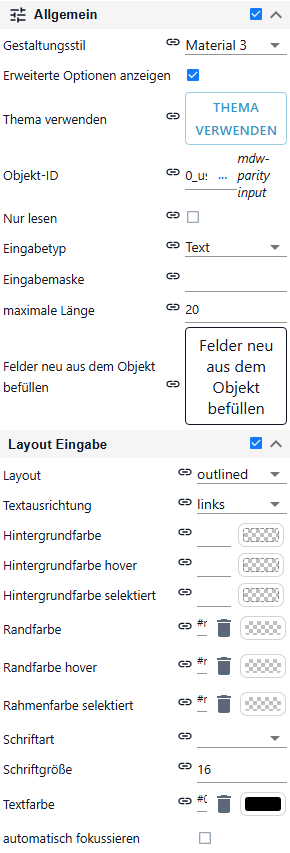 Allgemein
Gestaltungsstil Material 3
Erweiterte Optionen anzeigen
Thema verwenden THEMA
VERWENDEN
Objekt-ID 0_us ... mdw-
parity
input
Nur lesen
Eingabetyp Text
Eingabemaske
maximale Länge 20
Felder neu aus dem Objekt
befüllen
Felder neu
aus dem
Objekt
befüllen
Layout Eingabe
Layout outlined
Textausrichtung links
Hintergrundfarbe
Hintergrundfarbe hover
Hintergrundfarbe selektiert
Randfarbe
Randfarbe hover
Rahmenfarbe selektiert
Schriftart
Schriftgröße 16
Textfarbe
automatisch fokussieren